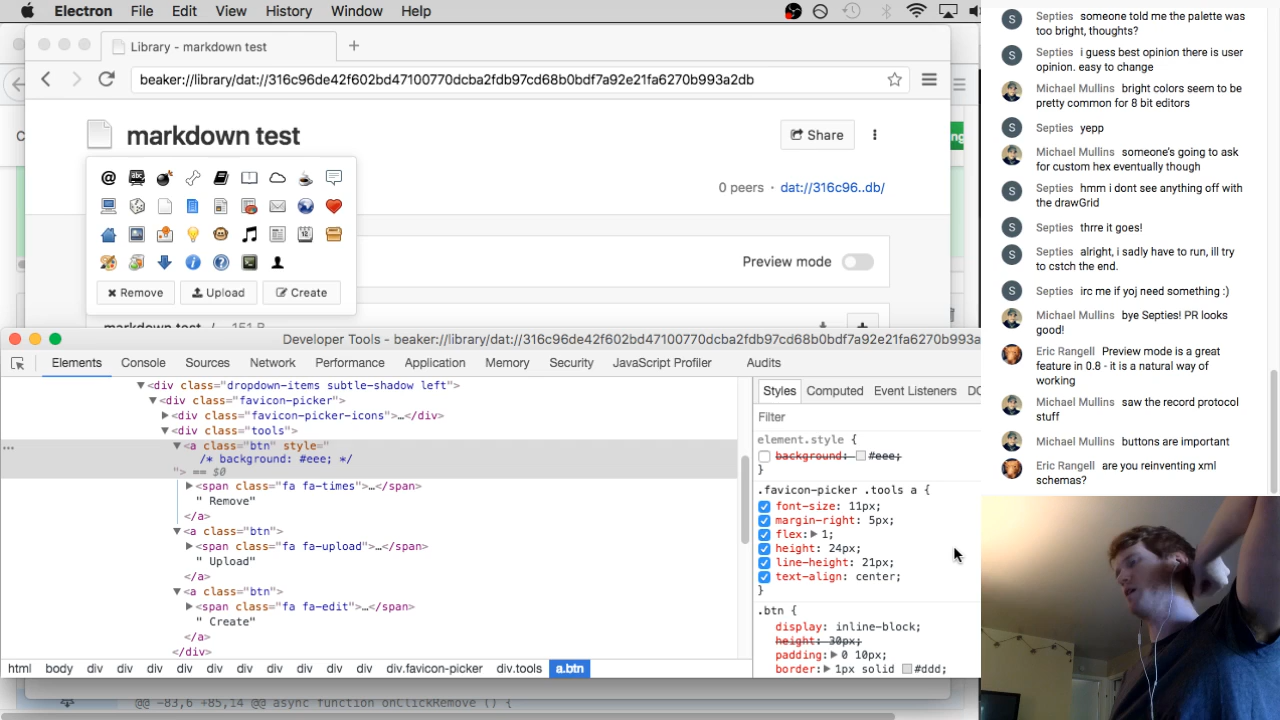 Electron File Edit View History Window Help
Library - markdown test
beaker://library/dat://316c96de42f602bd47100770dcba2fdb97cd68b0bdf7a92e21fa6270b993a2db
markdown test
Share
0 peers · dat://316c96..db/
Preview mode
Remove Upload Create
markdown test / 151 B
Developer Tools - beaker://library/dat://316c96de42f602bd47100770dcba2fdb97cd68b0bdf7a92e21fa6270b993a
Elements Console Sources Network Performance Application Memory Security JavaScript Profiler Audits
<div class="dropdown-items subtle-shadow left">
<div class="favicon-picker">
<div class="favicon-picker-icons">…</div>
<div class="tools">
<a class="btn" style="
/* background: #eee; */
"> == $0
<span class="fa fa-times">…</span>
" Remove"
</a>
<a class="btn">
<span class="fa fa-upload">…</span>
" Upload"
</a>
<a class="btn">
<span class="fa fa-edit">…</span>
" Create"
</a>
</div>
html body div div div div div div div div div.favicon-picker div.tools a.btn
Styles Computed Event Listeners
Filter
element.style {
background: #eee;
}
.favicon-picker .tools a {
font-size: 11px;
margin-right: 5px;
flex: 1;
height: 24px;
line-height: 21px;
text-align: center;
}
.btn {
display: inline-block;
height: 30px;
padding: 0 10px;
border: 1px solid #ddd;
@@ -83,6 +85,14 @@ async function onClickRemove () {
Septies someone told me the palette was
too bright, thoughts?
Septies i guess best opinion there is user
opinion. easy to change
Michael Mullins bright colors seem to be
pretty common for 8 bit editors
Septies yepp
Michael Mullins someone's going to ask
for custom hex eventually though
Septies hmm i dont see anything off with
the drawGrid
Septies thrre it goes!
Septies alright, i sadly have to run, ill try
to cstch the end.
Septies irc me if yoj need something :)
Michael Mullins bye Septies! PR looks
good!
Eric Rangell Preview mode is a great
feature in 0.8 - it is a natural way of
working
Michael Mullins saw the record protocol
stuff
Michael Mullins buttons are important
Eric Rangell are you reinventing xml
schemas?